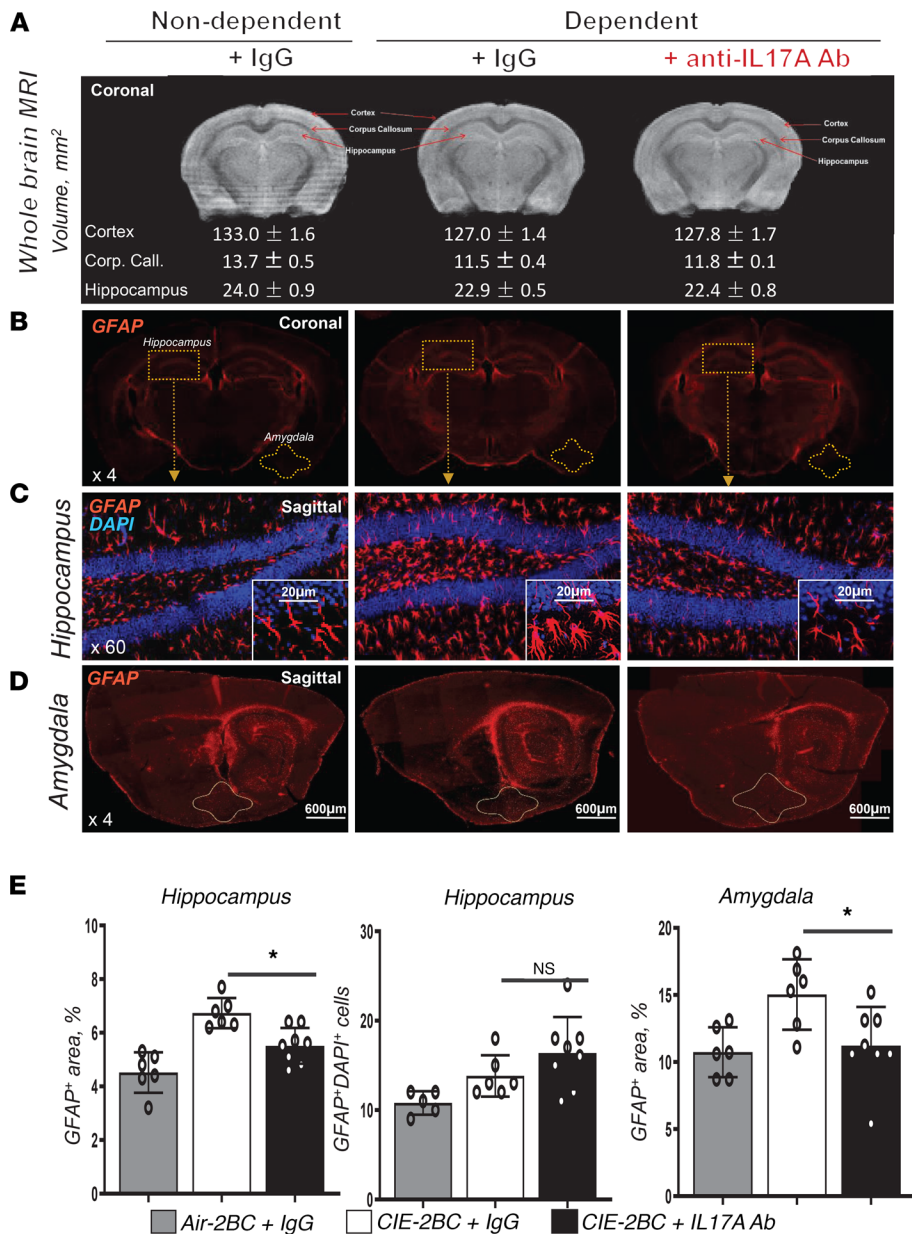 A
Non-dependent
Dependent
+ IgG
+ IgG
+ anti-IL17A Ab
Whole brain MRI
Volume. mm²
Coronal
Cortex
Corpus Callosum
Hippocampus
Cortex
Corpus Callosum
Hippocampus
Cortex 133.0 ± 1.6 127.0 ± 1.4 127.8 ± 1.7
Corp. Call. 13.7 ± 0.5 11.5 ± 0.4 11.8 ± 0.1
Hippocampus 24.0 ± 0.9 22.9 ± 0.5 22.4 ± 0.8
B
GFAP
Coronal
Hippocampus
Amygdala
x 4
C
Hippocampus
GFAP
DAPI
Sagittal
20μm
20μm
20μm
x 60
D
Amygdala
GFAP
Sagittal
x 4
600μm
600μm
600μm
E
Hippocampus
GFAP⁺ area, %
10
8
6
4
2
0
*
Hippocampus
GFAP⁺DAPI⁺ cells
30
20
10
0
NS
Amygdala
GFAP⁺ area, %
20
15
10
5
0
*
Air-2BC + IgG
CIE-2BC + IgG
CIE-2BC + IL17A Ab